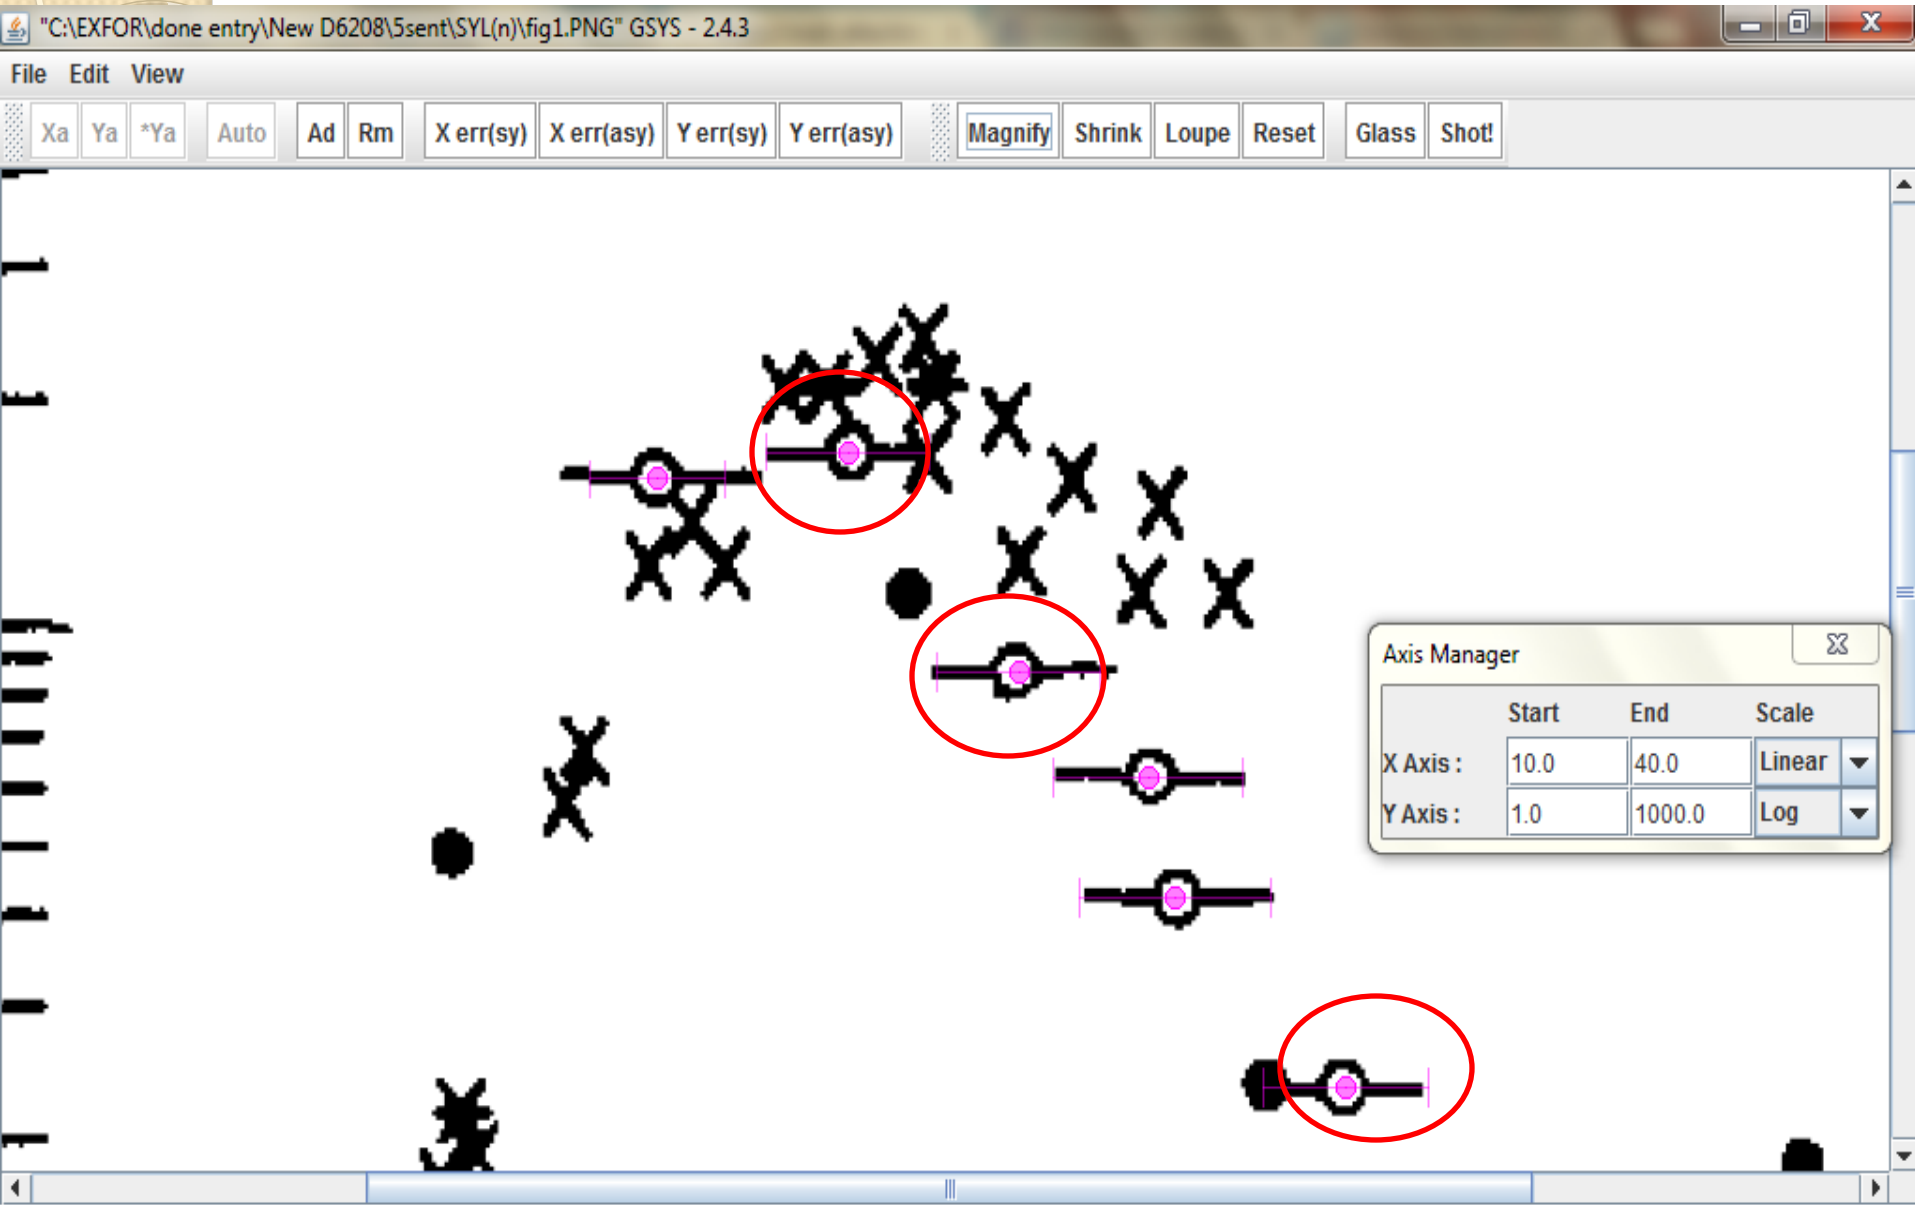 "C:\EXFOR\done entry\New D6208\5sent\SYL(n)\fig1.PNG" GSYS - 2.4.3
File Edit View
Xa Ya *Ya Auto Ad Rm X err(sy) X err(asy) Y err(sy) Y err(asy) Magnify Shrink Loupe Reset Glass Shot!
Axis Manager
Start End Scale
X Axis : 10.0 40.0 Linear
Y Axis : 1.0 1000.0 Log